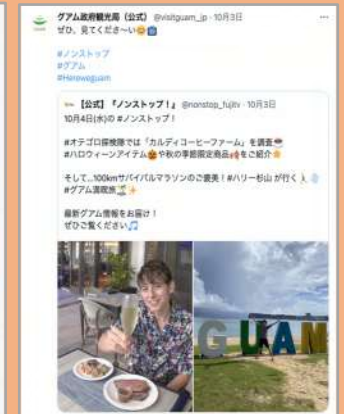 グアム政府観光局（公式） @visitguam_jp · 10月3日
ぜひ、見てくださ〜い😊📺
#ノンストップ
#グアム
#Hereweguam
【公式】『ノンストップ！』 @nonstop_fujitv · 10月3日
10月4日(水)の #ノンストップ！
#オテゴロ探検隊では「カルディコーヒーファーム」を調査☕
#ハロウィーンアイテム🎃や秋の季節限定商品🍠をご紹介🌟
そして…100kmサバイバルマラソンのご褒美！#ハリー杉山 が行く🚶
#グアム満喫旅🏝️✨
最新グアム情報をお届け！
ぜひご覧ください🎵
GUAM